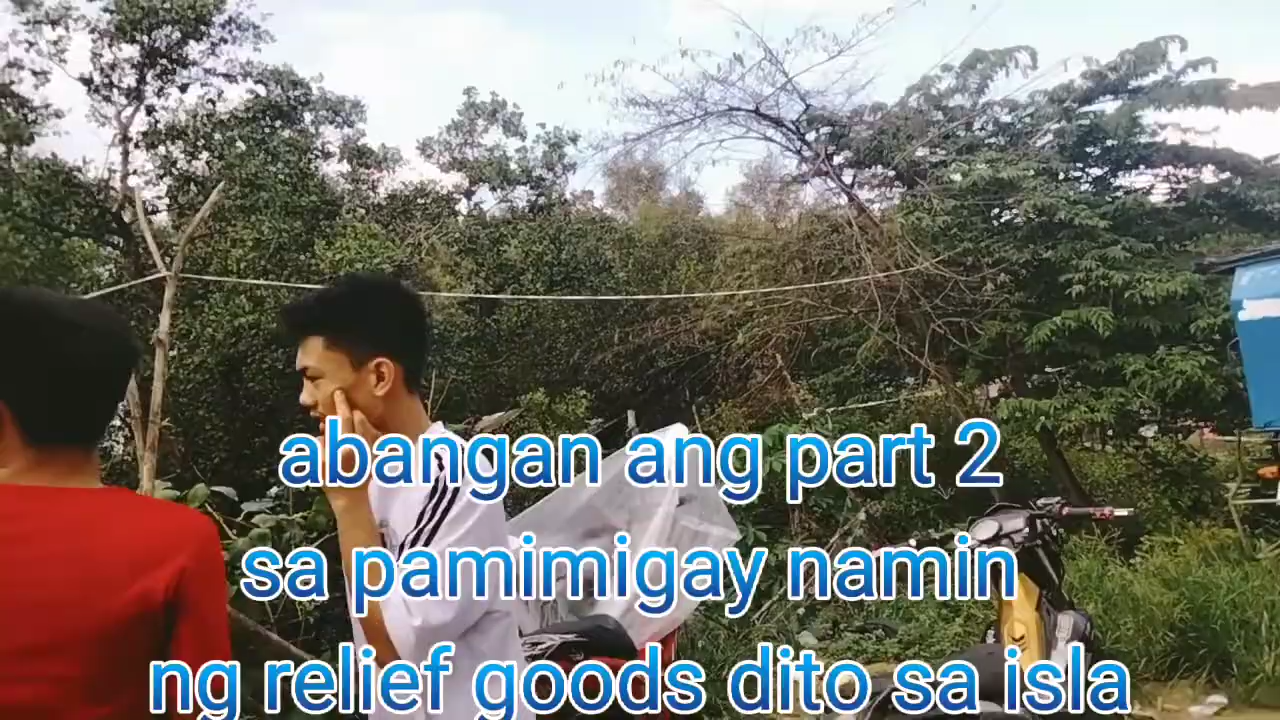 abangan ang part 2
sa pamimigay namin
ng relief goods dito sa isla